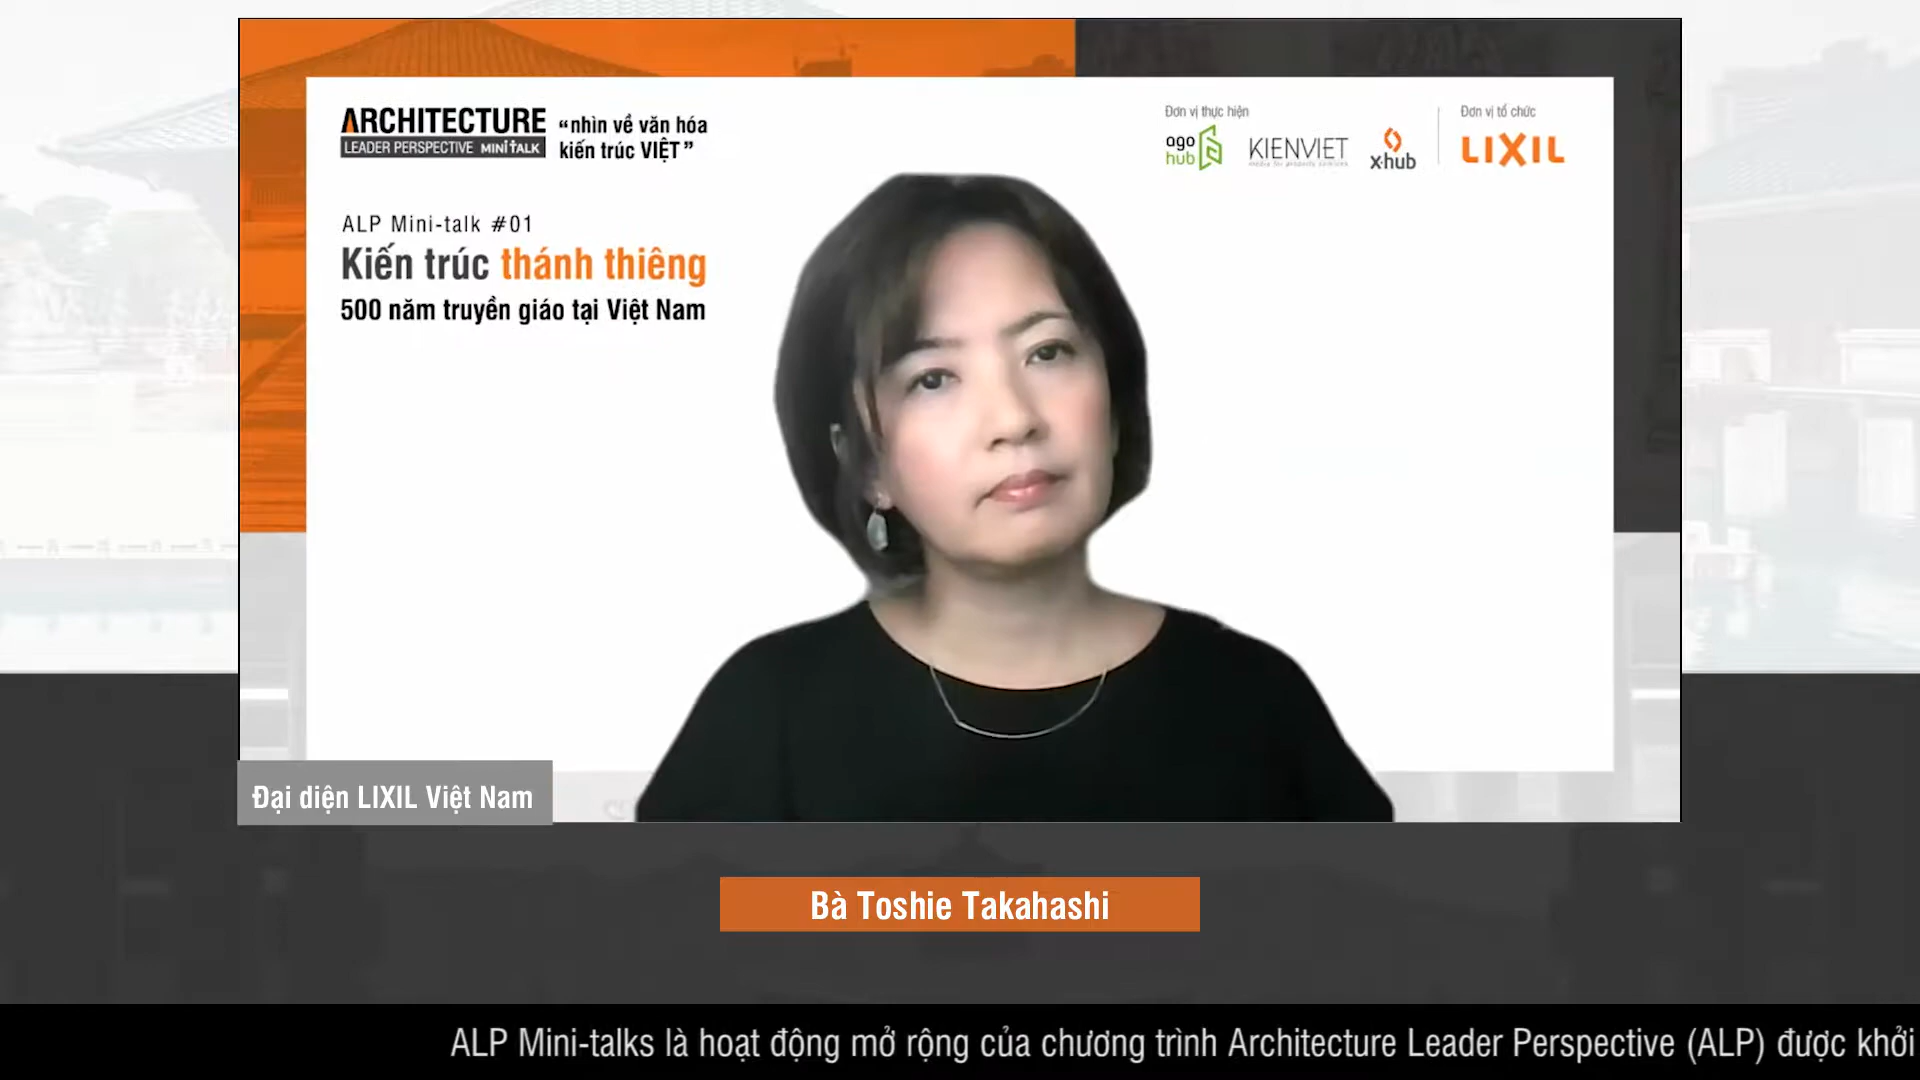 ARCHITECTURE
LEADER PERSPECTIVE MINITALK
“nhìn về văn hóa
kiến trúc VIỆT”
Đơn vị thực hiện
ago
hub
KIENVIET
x·hub
Đơn vị tổ chức
LIXIL
ALP Mini-talk #01
Kiến trúc thánh thiêng
500 năm truyền giáo tại Việt Nam
Đại diện LIXIL Việt Nam
Bà Toshie Takahashi
ALP Mini-talks là hoạt động mở rộng của chương trình Architecture Leader Perspective (ALP) được khởi